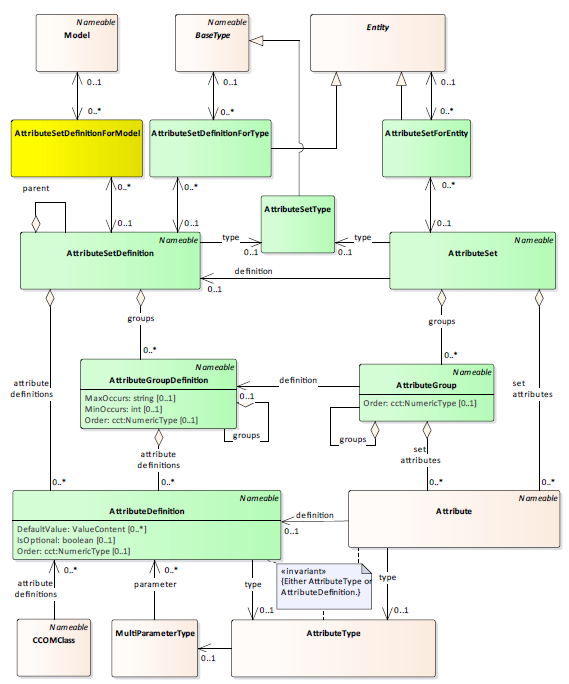 Nameable
Model
Nameable
BaseType
Entity
0..1
0..1
0..1
0..*
0..*
0..*
AttributeSetDefinitionForModel
AttributeSetDefinitionForType
AttributeSetForEntity
parent
0..*
0..*
0..*
AttributeSetType
0..1
0..1
0..1
type
type
0..1
0..1
Nameable
AttributeSetDefinition
Nameable
AttributeSet
definition
0..1
groups
groups
0..*
0..*
attribute
definitions
set
attributes
Nameable
AttributeGroupDefinition
MaxOccurs: string [0..1]
MinOccurs: int [0..1]
Order: cct:NumericType [0..1]
definition
0..1
groups
Nameable
AttributeGroup
Order: cct:NumericType [0..1]
groups
attribute
definitions
set
attributes
0..*
0..*
0..*
0..*
Nameable
AttributeDefinition
DefaultValue: ValueContent [0..*]
IsOptional: boolean [0..1]
Order: cct:NumericType [0..1]
definition
0..1
Nameable
Attribute
0..*
attribute
definitions
0..*
parameter
type
0..1
«invariant»
{Either AttributeType or
AttributeDefinition.}
type
0..1
Nameable
CCOMClass
MultiParameterType
0..1
AttributeType